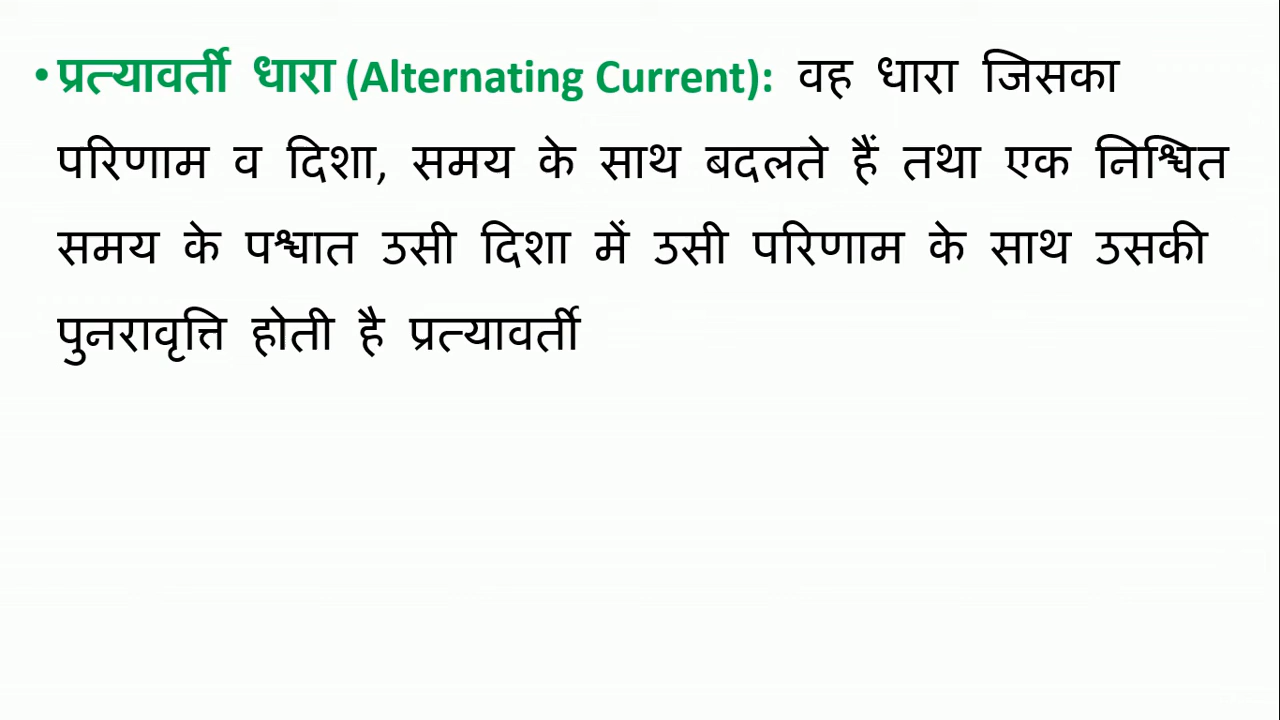 • प्रत्यावर्ती धारा (Alternating Current): वह धारा जिसका
परिणाम व दिशा, समय के साथ बदलते हैं तथा एक निश्चित
समय के पश्चात उसी दिशा में उसी परिणाम के साथ उसकी
पुनरावृत्ति होती है प्रत्यावर्ती